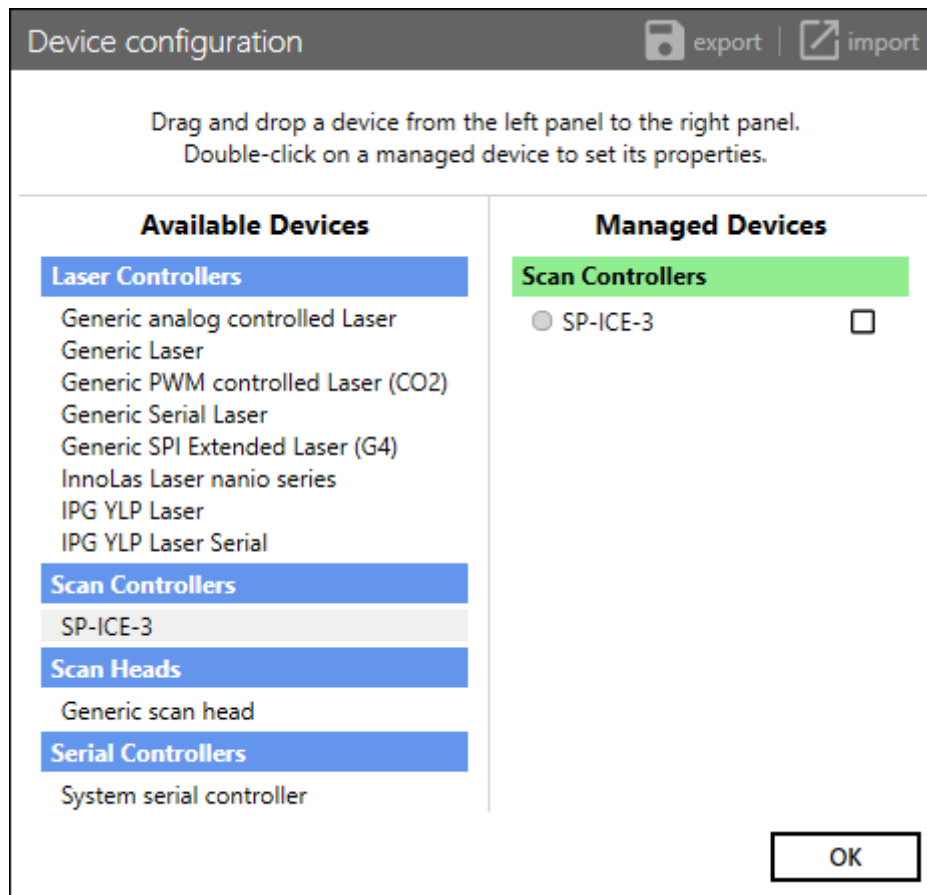 Device configuration
export
import
Drag and drop a device from the left panel to the right panel.
Double-click on a managed device to set its properties.
Available Devices
Laser Controllers
Generic analog controlled Laser
Generic Laser
Generic PWM controlled Laser (CO2)
Generic Serial Laser
Generic SPI Extended Laser (G4)
InnoLas Laser nanio series
IPG YLP Laser
IPG YLP Laser Serial
Scan Controllers
SP-ICE-3
Scan Heads
Generic scan head
Serial Controllers
System serial controller
Managed Devices
Scan Controllers
SP-ICE-3
OK